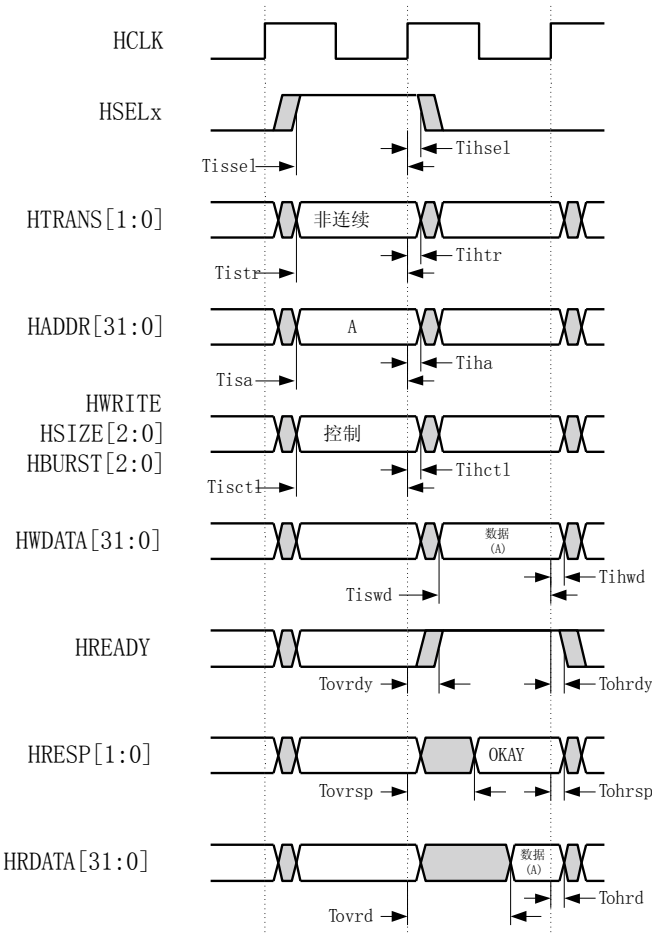 HCLK
HSELx
Tihsel
Tissel
HTRANS[1:0]
非连续
Tihtr
Tistr
HADDR[31:0]
A
Tiha
Tisa
HWRITE
HSIZE[2:0]
控制
HBURST[2:0]
Tihctl
Tisctl
HWDATA[31:0]
数据
(A)
Tihwd
Tiswd
HREADY
Tovrdy
Tohrdy
HRESP[1:0]
OKAY
Tovrsp
Tohrsp
HRDATA[31:0]
数据
(A)
Tohrd
Tovrd